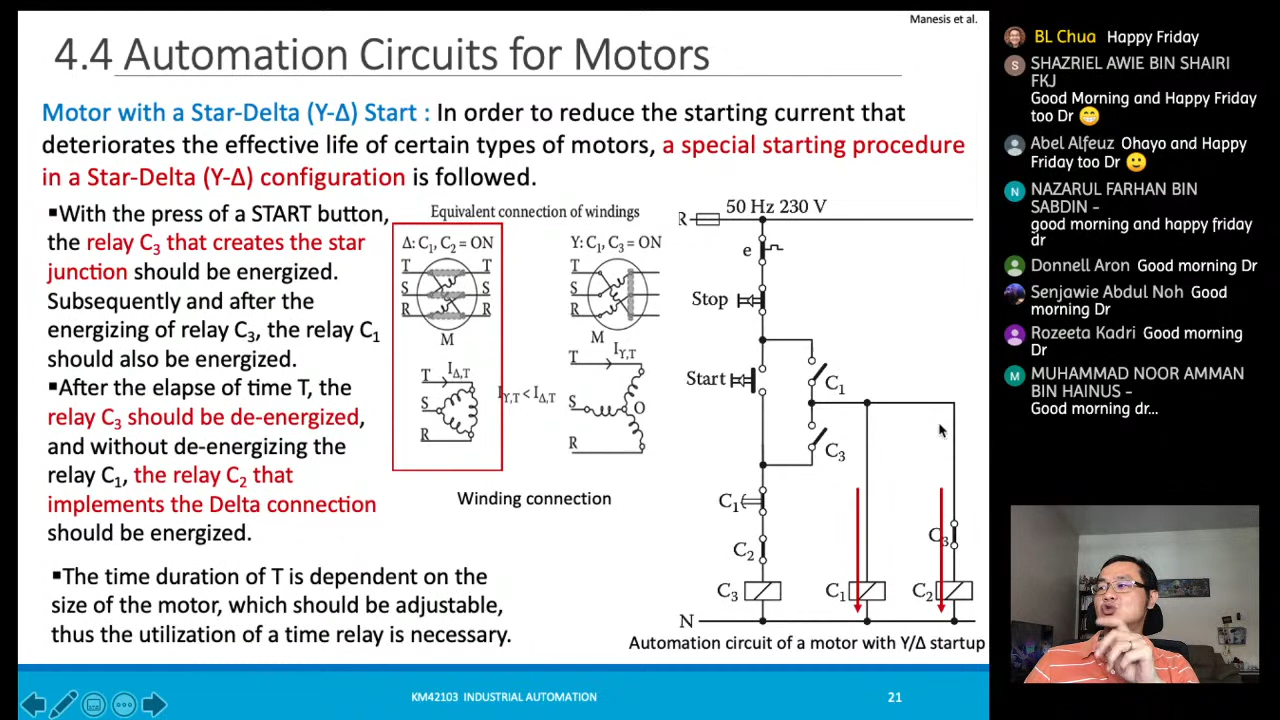 Manesis et al.
4.4 Automation Circuits for Motors
Motor with a Star-Delta (Y-Δ) Start : In order to reduce the starting current that
deteriorates the effective life of certain types of motors, a special starting procedure
in a Star-Delta (Y-Δ) configuration is followed.
▪With the press of a START button,
the relay C₃ that creates the star
junction should be energized.
Subsequently and after the
energizing of relay C₃, the relay C₁
should also be energized.
▪After the elapse of time T, the
relay C₃ should be de-energized,
and without de-energizing the
relay C₁, the relay C₂ that
implements the Delta connection
should be energized.
▪The time duration of T is dependent on the
size of the motor, which should be adjustable,
thus the utilization of a time relay is necessary.
Equivalent connection of windings
Δ: C₁, C₂ = ON
T T
S S
R R
M
T I_Δ,T
S
R
I_Y,T < I_Δ,T
Y: C₁, C₃ = ON
T
S
R
M
I_Y,T
T
S O
R
Winding connection
R 50 Hz 230 V
e
Stop
Start
C₁
C₃
C₁
C₂
C₃
C₃ C₁ C₂
N
Automation circuit of a motor with Y/Δ startup
KM42103 INDUSTRIAL AUTOMATION
21
BL Chua Happy Friday
S SHAZRIEL AWIE BIN SHAIRI
FKJ
Good Morning and Happy Friday
too Dr 😁
Abel Alfeuz Ohayo and Happy
Friday too Dr 🙂
N NAZARUL FARHAN BIN
SABDIN -
good morning and happy friday
dr
Donnell Aron Good morning Dr
Senjawie Abdul Noh Good
morning Dr
Rozeeta Kadri Good morning
Dr
M MUHAMMAD NOOR AMMAN
BIN HAINUS -
Good morning dr...